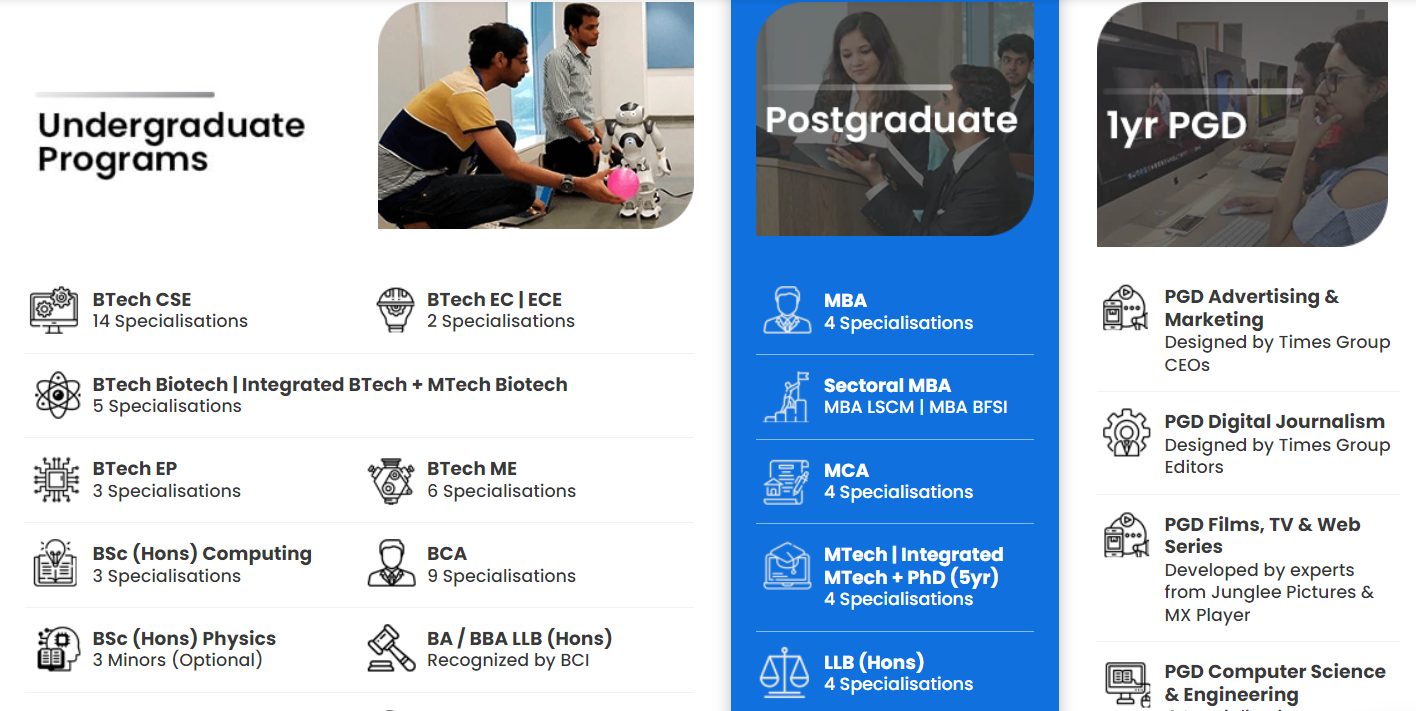 Undergraduate
Programs
BTech CSE
14 Specialisations
BTech EC | ECE
2 Specialisations
BTech Biotech | Integrated BTech + MTech Biotech
5 Specialisations
BTech EP
3 Specialisations
BTech ME
6 Specialisations
BSc (Hons) Computing
3 Specialisations
BCA
9 Specialisations
BSc (Hons) Physics
3 Minors (Optional)
BA / BBA LLB (Hons)
Recognized by BCI
Postgraduate
MBA
4 Specialisations
Sectoral MBA
MBA LSCM | MBA BFSI
MCA
4 Specialisations
MTech | Integrated
MTech + PhD (5yr)
4 Specialisations
LLB (Hons)
4 Specialisations
1yr PGD
PGD Advertising &
Marketing
Designed by Times Group
CEOs
PGD Digital Journalism
Designed by Times Group
Editors
PGD Films, TV & Web
Series
Developed by experts
from Junglee Pictures &
MX Player
PGD Computer Science
& Engineering